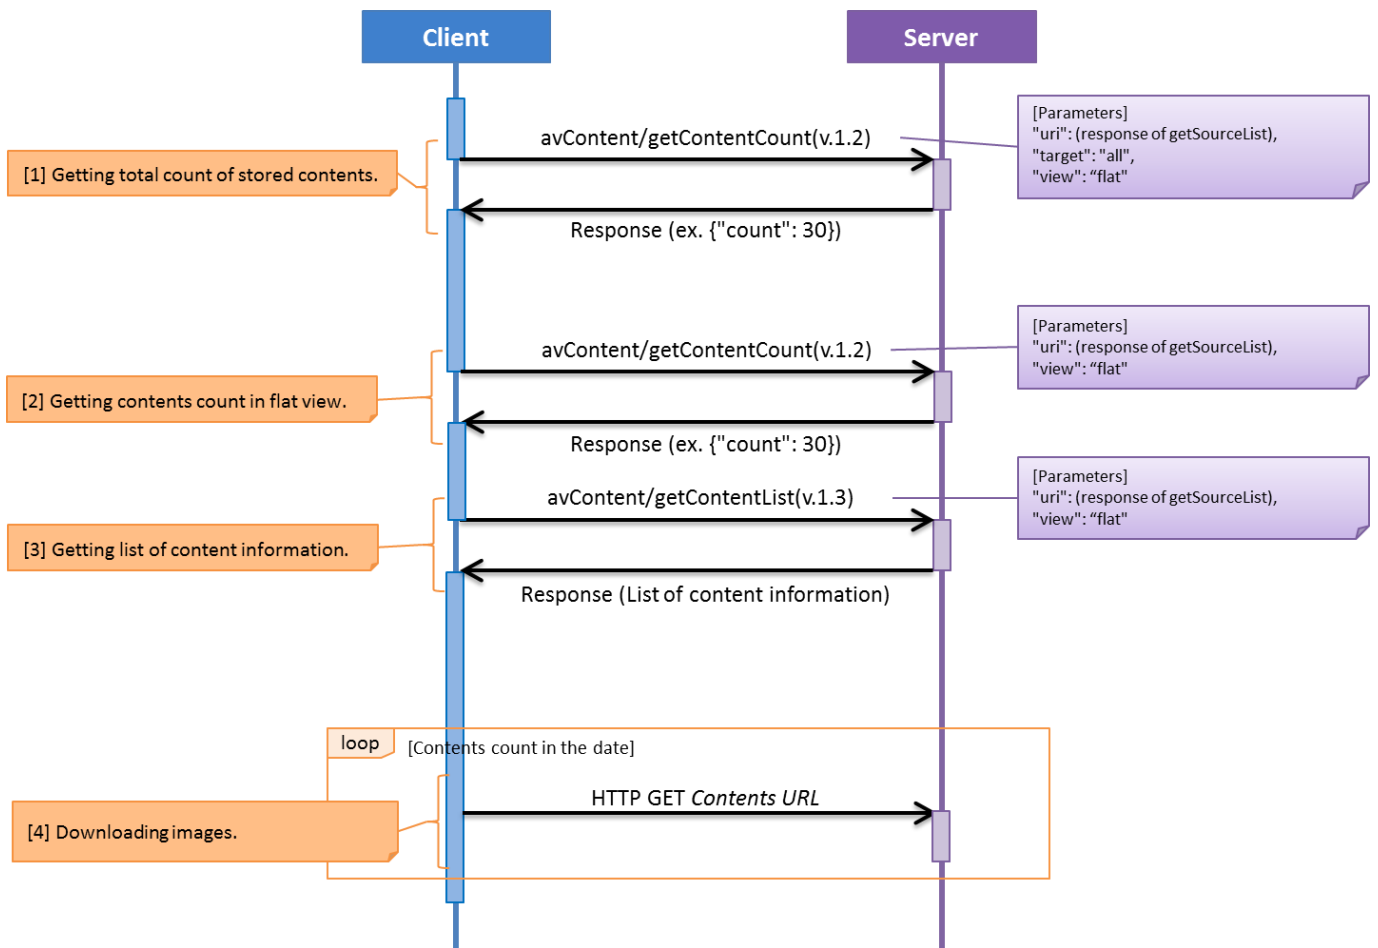 Client
Server
avContent/getContentCount(v.1.2)
[Parameters]
"uri": (response of getSourceList),
"target": "all",
"view": “flat"
[1] Getting total count of stored contents.
Response (ex. {"count": 30})
avContent/getContentCount(v.1.2)
[Parameters]
"uri": (response of getSourceList),
"view": “flat"
[2] Getting contents count in flat view.
Response (ex. {"count": 30})
avContent/getContentList(v.1.3)
[Parameters]
"uri": (response of getSourceList),
"view": “flat"
[3] Getting list of content information.
Response (List of content information)
loop
[Contents count in the date]
HTTP GET Contents URL
[4] Downloading images.